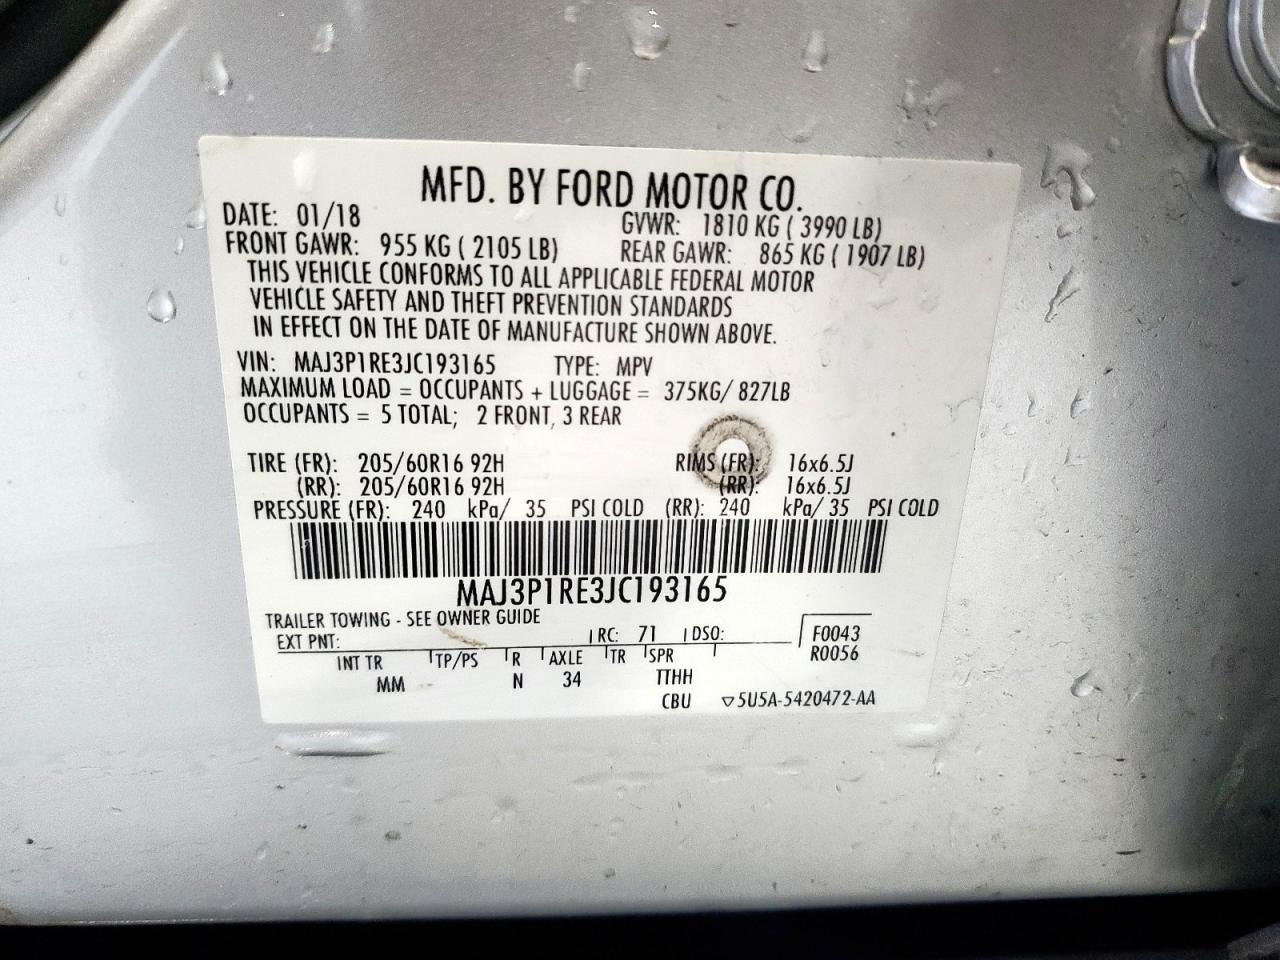 MFD. BY FORD MOTOR CO.
DATE: 01/18 GVWR: 1810 KG ( 3990 LB)
FRONT GAWR: 955 KG ( 2105 LB) REAR GAWR: 865 KG ( 1907 LB)
THIS VEHICLE CONFORMS TO ALL APPLICABLE FEDERAL MOTOR
VEHICLE SAFETY AND THEFT PREVENTION STANDARDS
IN EFFECT ON THE DATE OF MANUFACTURE SHOWN ABOVE.
VIN: MAJ3P1RE3JC193165 TYPE: MPV
MAXIMUM LOAD = OCCUPANTS + LUGGAGE = 375KG/ 827LB
OCCUPANTS = 5 TOTAL; 2 FRONT, 3 REAR
TIRE (FR): 205/60R16 92H RIMS (FR): 16x6.5J
(RR): 205/60R16 92H (RR): 16x6.5J
PRESSURE (FR): 240 kPa/ 35 PSI COLD (RR): 240 kPa/ 35 PSI COLD
MAJ3P1RE3JC193165
TRAILER TOWING - SEE OWNER GUIDE
EXT PNT: RC: 71 DSO: F0043
INT TR TP/PS R AXLE TR SPR R0056
MM N 34 TTHH
CBU ▽5U5A-5420472-AA